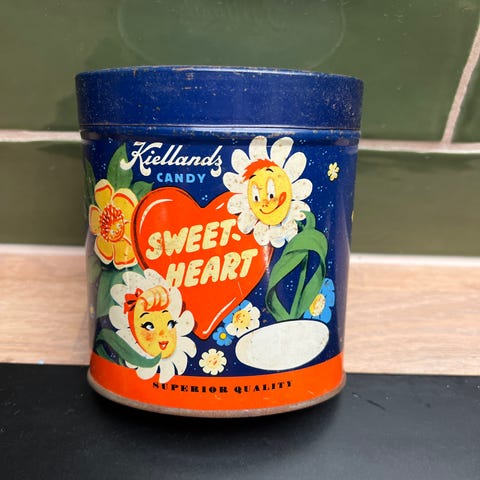 Kiellands
CANDY
SWEET-
HEART
SUPERIOR QUALITY